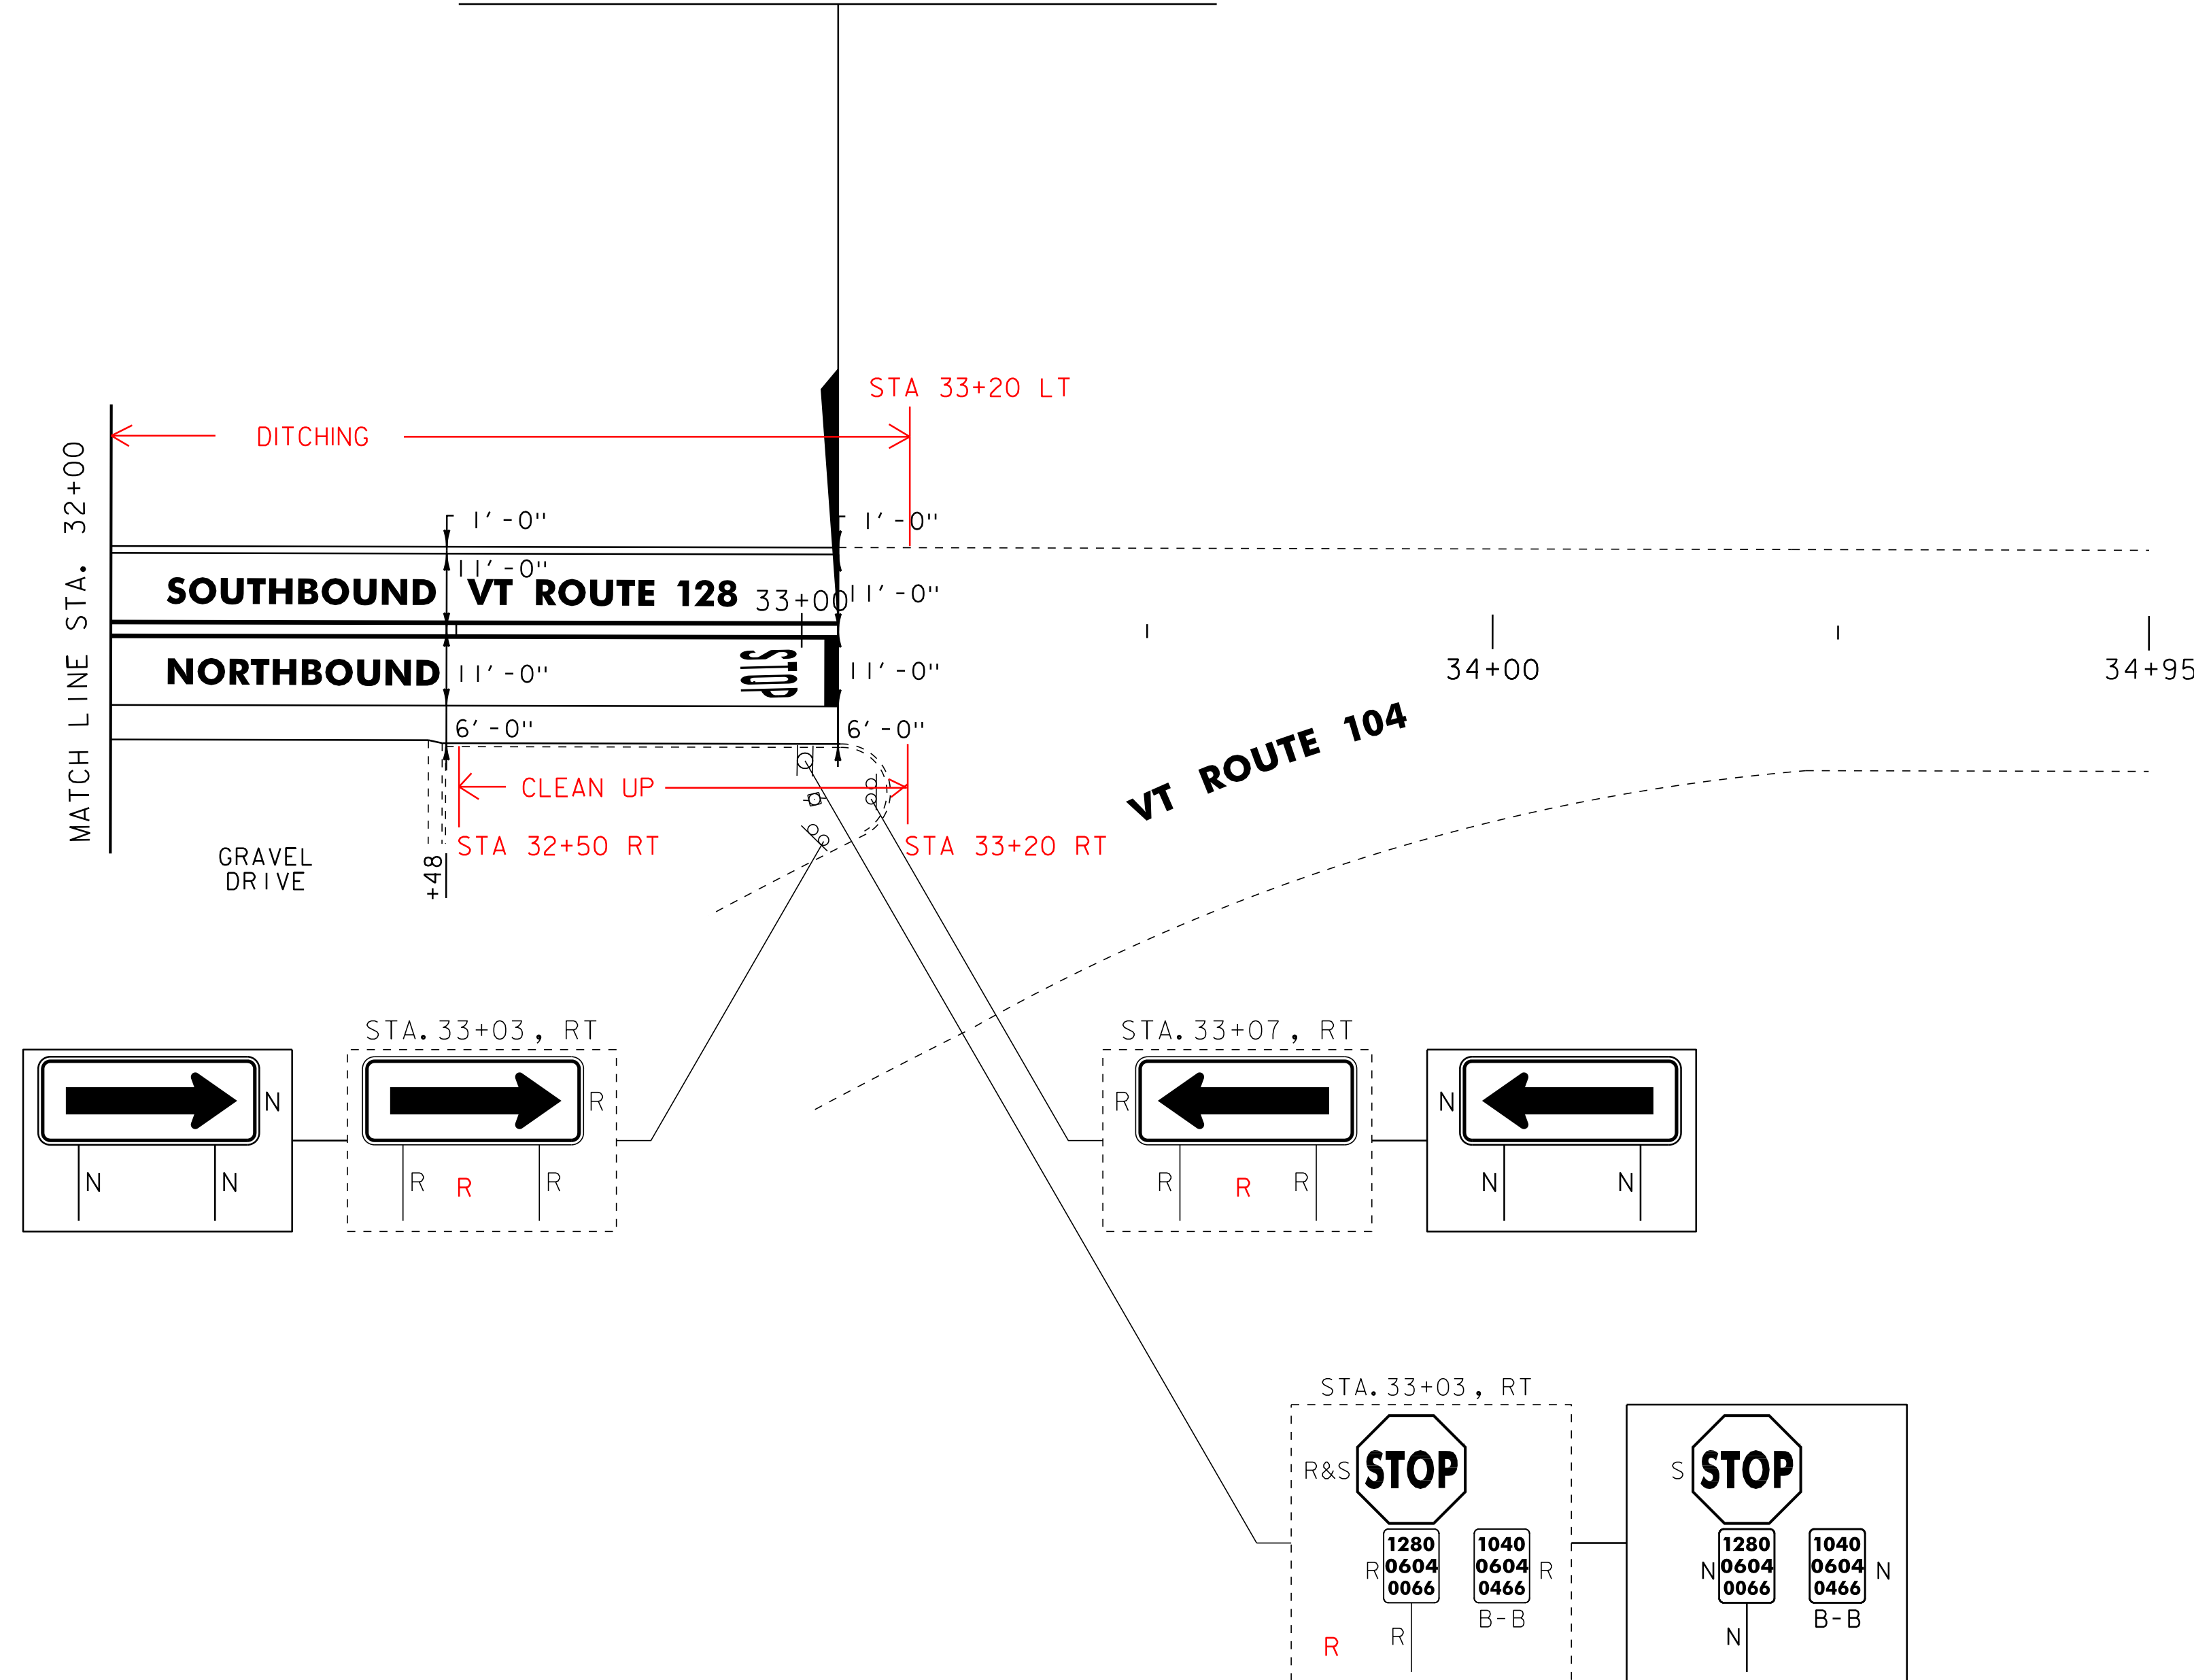 STA 33+20 LT
DITCHING
MATCH LINE STA. 32+00
1'-0" 1'-0"
11'-0"
SOUTHBOUND VT ROUTE 128 33+00 11'-0"
NORTHBOUND 11'-0" STOP 11'-0"
34+00 34+95
6'-0" 6'-0"
VT ROUTE 104
CLEAN UP
STA 32+50 RT STA 33+20 RT
GRAVEL
DRIVE
+48
STA.33+03, RT STA.33+07, RT
N R R N
N N R R R R R R N N
STA.33+03, RT
R&S STOP S STOP
1280 1040 1280 1040
R 0604 0604 R N 0604 0604 N
0066 0466 0066 0466
B-B B-B
R R N